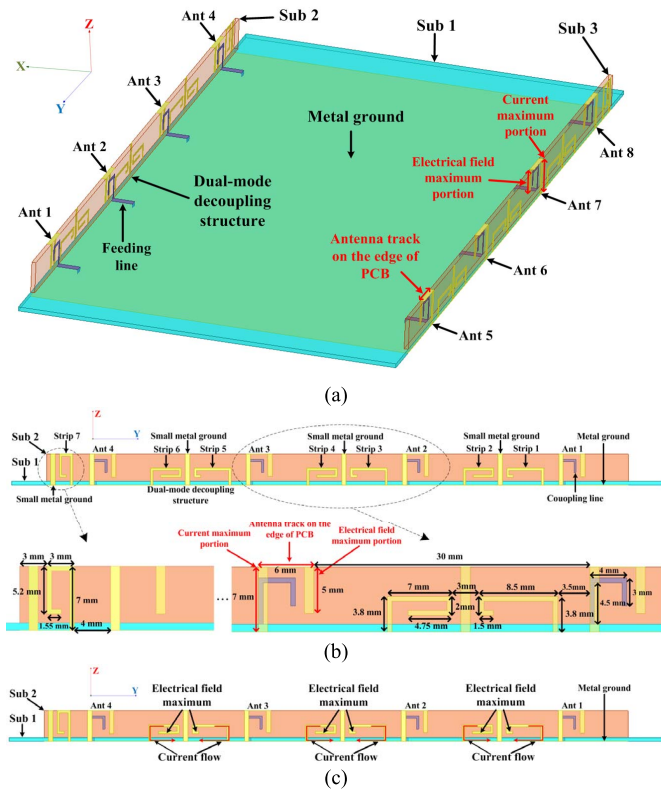 Z
X
Y
Ant 4
Sub 2
Sub 1
Sub 3
Ant 3
Metal ground
Current
maximum
portion
Ant 8
Ant 2
Electrical field
maximum
portion
Ant 7
Dual-mode
decoupling
structure
Ant 1
Feeding
line
Antenna track
on the edge of
PCB
Ant 6
Ant 5
(a)
Z
Y
Sub 2
Sub 1
Strip 7
Ant 4
Small metal ground
Strip 6
Strip 5
Ant 3
Small metal ground
Strip 4
Strip 3
Ant 2
Small metal ground
Strip 2
Strip 1
Ant 1
Metal ground
Small metal ground
Dual-mode decoupling
structure
Couopling line
Current maximum
portion
Antenna track on the
edge of PCB
Electrical field
maximum portion
3 mm
3 mm
5.2 mm
7 mm
1.55 mm
4 mm
...
7 mm
6 mm
5 mm
30 mm
3.8 mm
7 mm
3mm
2mm
8.5 mm
3.5mm
4 mm
3 mm
4.5 mm
4.75 mm
1.5 mm
3.8 mm
(b)
Z
Y
Sub 2
Sub 1
Ant 4
Electrical field
maximum
Ant 3
Electrical field
maximum
Ant 2
Electrical field
maximum
Ant 1
Metal ground
Current flow
Current flow
Current flow
(c)